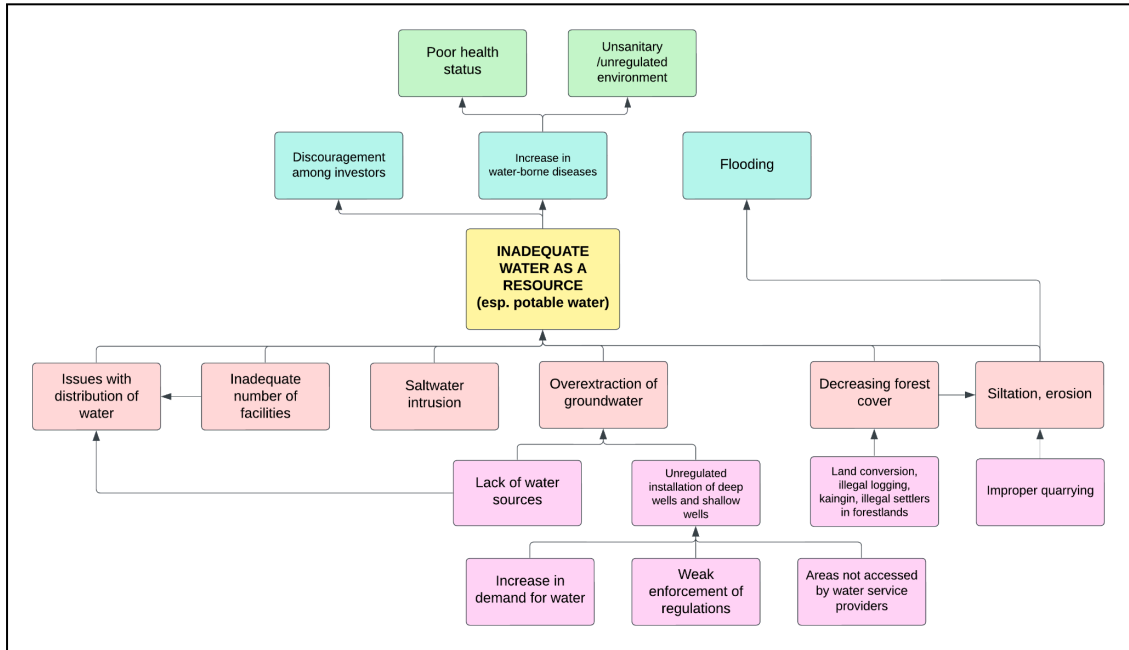 Poor health
status
Unsanitary
/unregulated
environment
Discouragement
among investors
Increase in
water-borne diseases
Flooding
INADEQUATE
WATER AS A
RESOURCE
(esp. potable water)
Issues with
distribution of
water
Inadequate
number of
facilities
Saltwater
intrusion
Overextraction of
groundwater
Decreasing forest
cover
Siltation, erosion
Lack of water
sources
Unregulated
installation of deep
wells and shallow
wells
Land conversion,
illegal logging,
kaingin, illegal settlers
in forestlands
Improper quarrying
Increase in
demand for water
Weak
enforcement of
regulations
Areas not accessed
by water service
providers